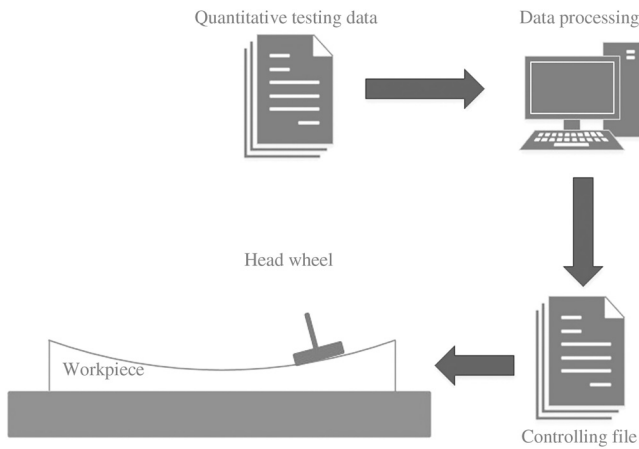 Quantitative testing data
Data processing
Head wheel
Workpiece
Controlling file